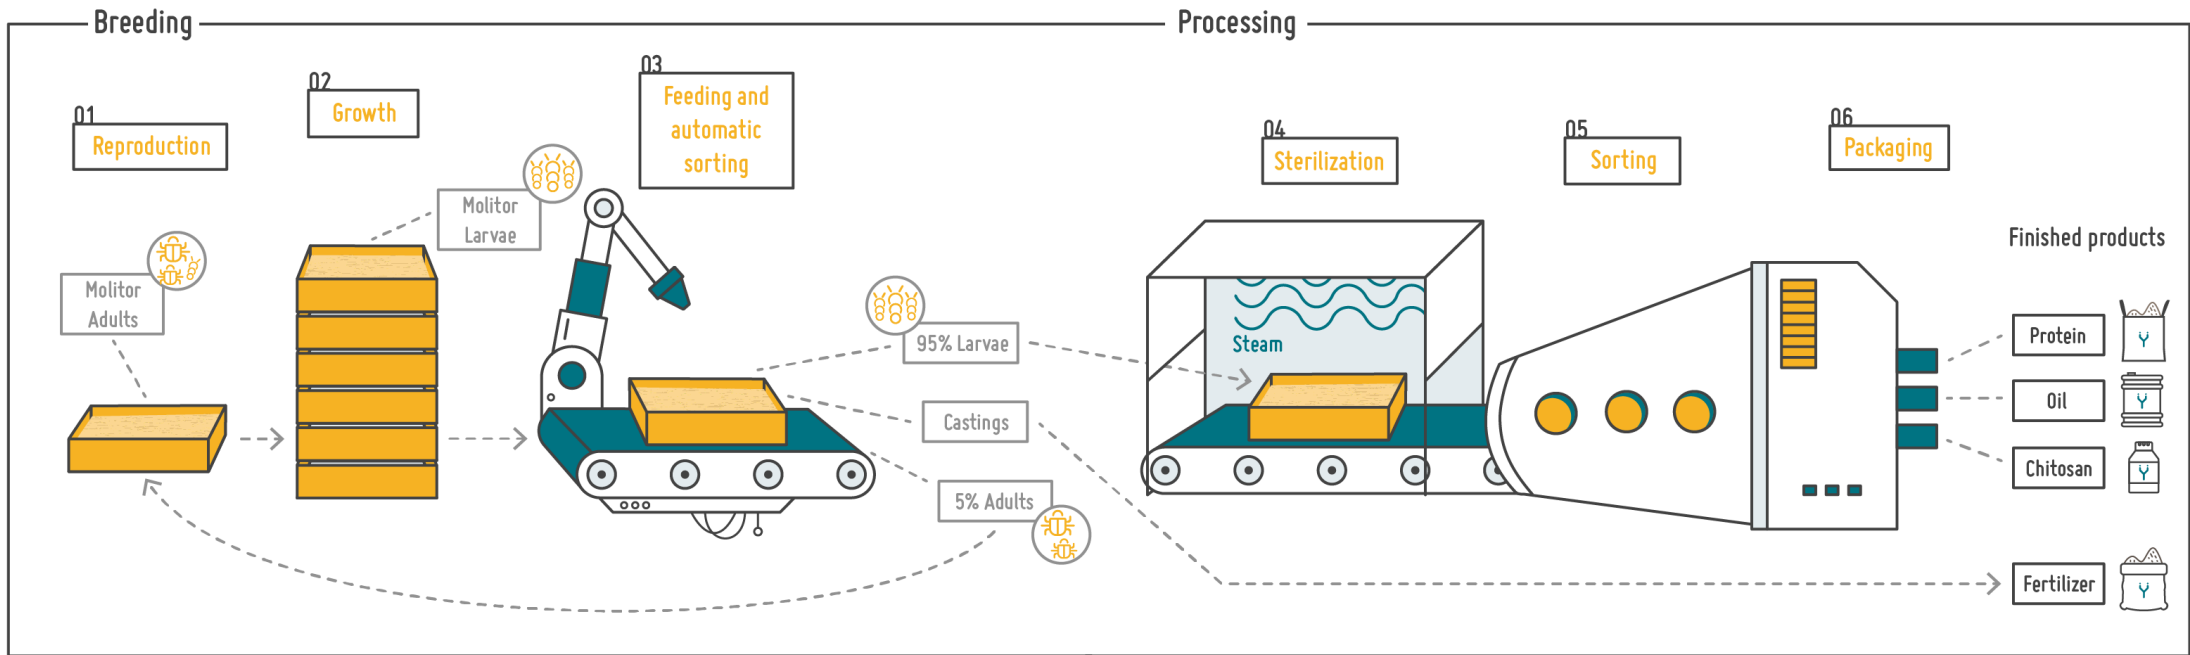 Breeding
Processing
01
Reproduction
02
Growth
03
Feeding and
automatic
sorting
04
Sterilization
05
Sorting
06
Packaging
Molitor
Adults
Molitor
Larvae
95% Larvae
Castings
5% Adults
Steam
Finished products
Protein
Oil
Chitosan
Fertilizer
Y
Y
Y
Y